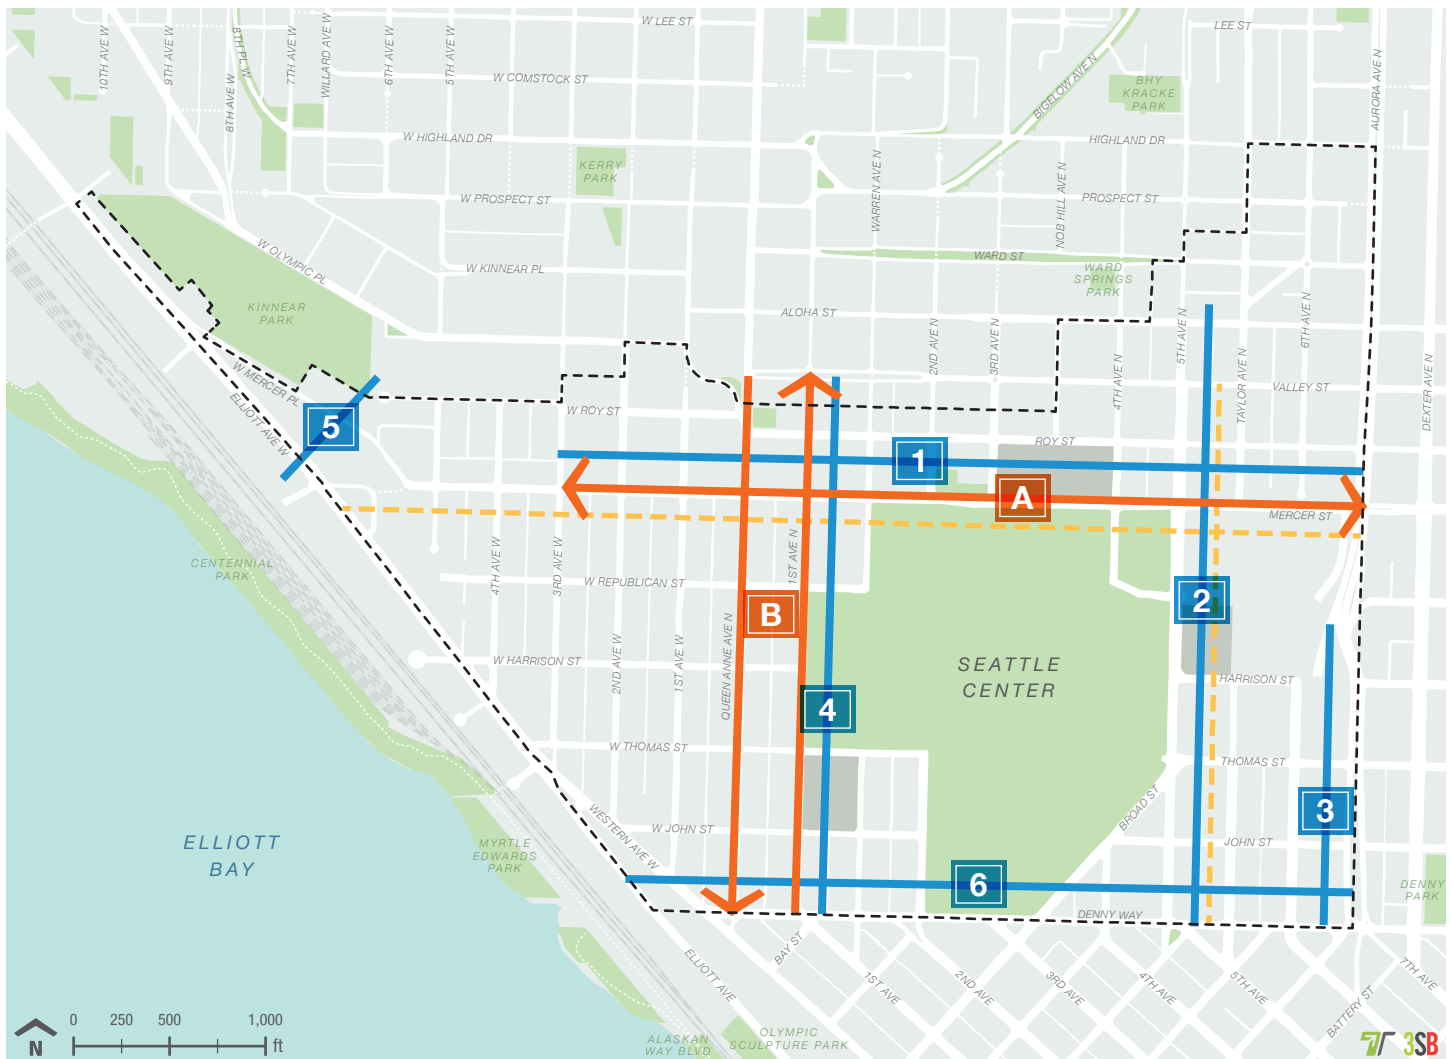 W LEE ST
LEE ST
10TH AVE W
9TH AVE W
8TH PL W
8TH AVE W
7TH AVE W
WILLARD AVE W
6TH AVE W
5TH AVE W
W COMSTOCK ST
BIGELOW AVE N
BHY
KRACKE
PARK
AURORA AVE N
W HIGHLAND DR
HIGHLAND DR
KERRY
PARK
WARREN AVE N
NOB HILL AVE N
W PROSPECT ST
PROSPECT ST
W OLYMPIC PL
W KINNEAR PL
WARD ST
WARD
SPRINGS
PARK
KINNEAR
PARK
ALOHA ST
2ND AVE N
3RD AVE N
4TH AVE N
5TH AVE N
TAYLOR AVE N
6TH AVE N
DEXTER AVE N
W MERCER PL
ELLIOTT AVE W
VALLEY ST
W ROY ST
ROY ST
5
1
A
MERCER ST
CENTENNIAL
PARK
4TH AVE W
3RD AVE W
1ST AVE N
W REPUBLICAN ST
B
2
W HARRISON ST
2ND AVE W
1ST AVE W
QUEEN ANNE AVE N
SEATTLE
CENTER
HARRISON ST
4
W THOMAS ST
THOMAS ST
BROAD ST
3
WESTERN AVE W
W JOHN ST
JOHN ST
ELLIOTT
BAY
MYRTLE
EDWARDS
PARK
6
DENNY
PARK
DENNY WAY
ELLIOTT AVE
BAY ST
1ST AVE
2ND AVE
3RD AVE
4TH AVE
5TH AVE
7TH AVE
BATTERY ST
0 250 500 1,000
ft
N
ALASKAN
WAY BLVD
OLYMPIC
SCULPTURE PARK
3SB